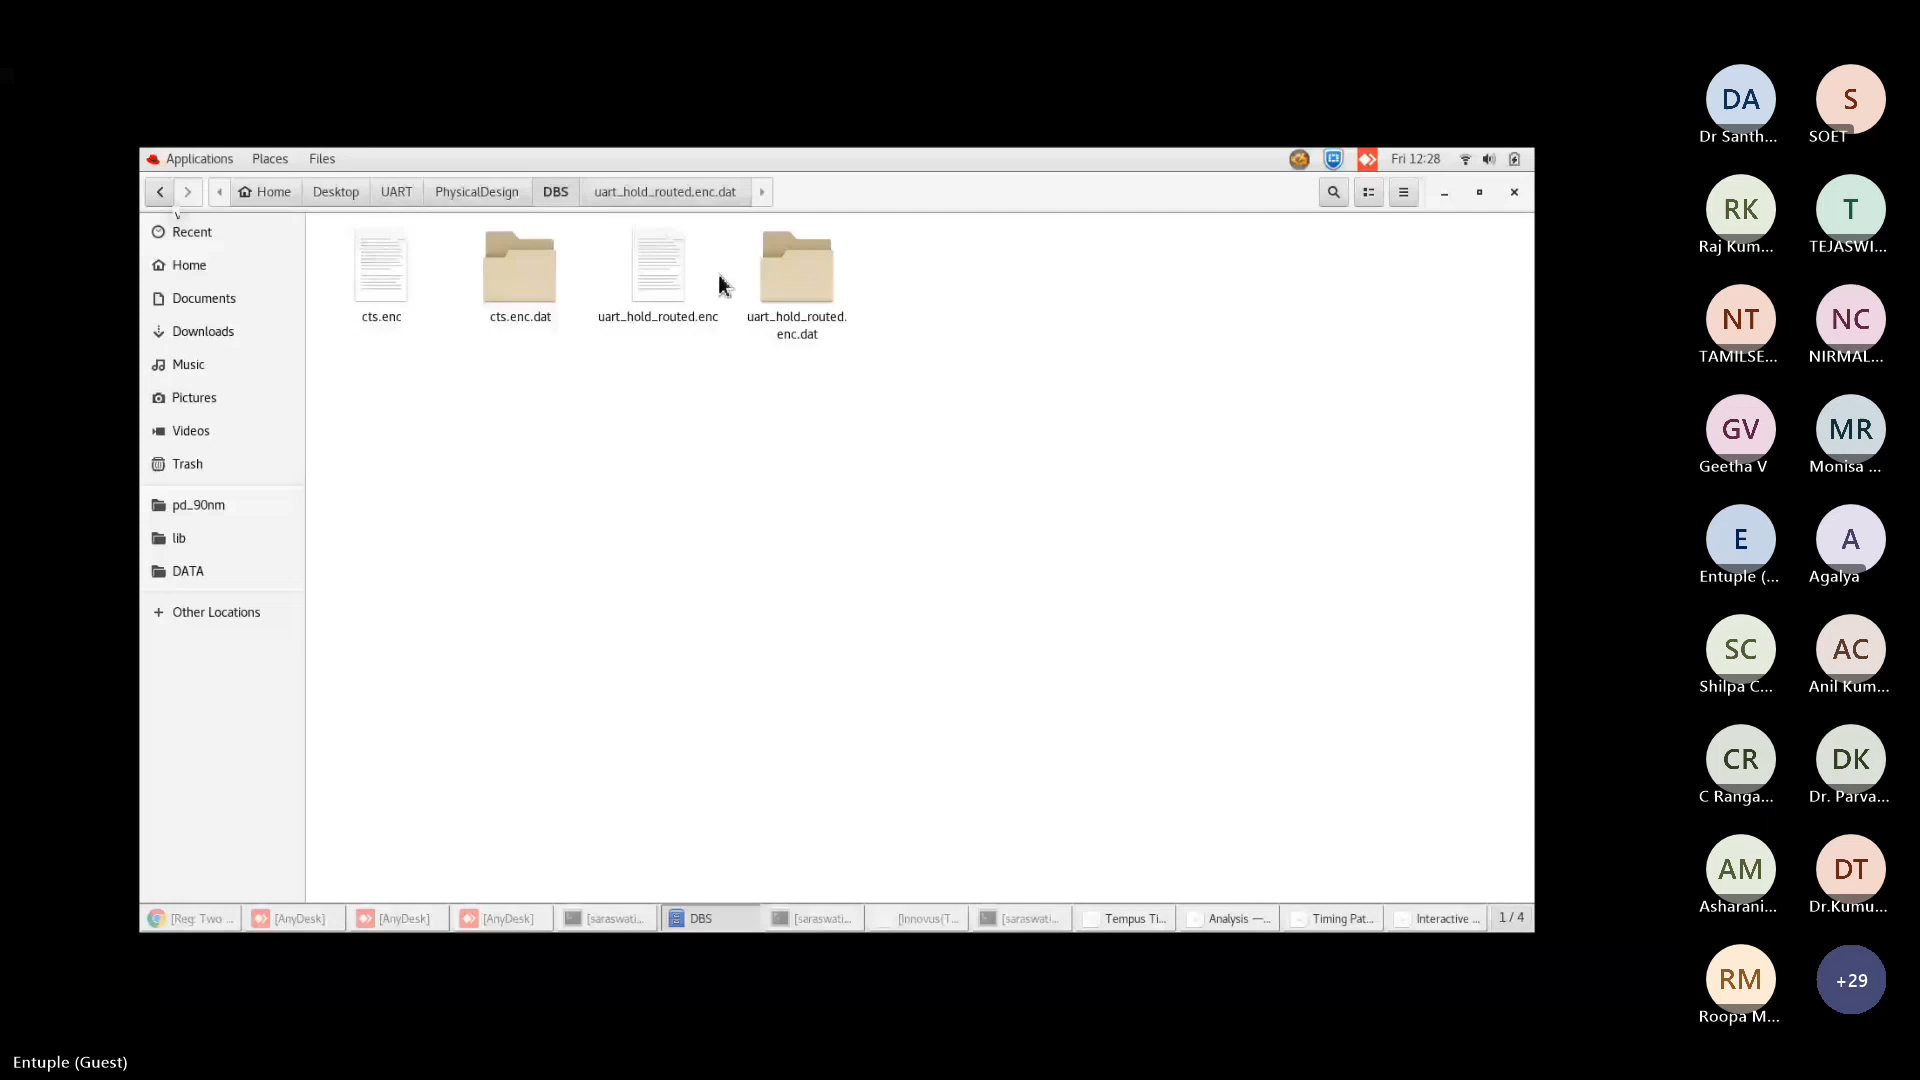 Applications Places Files Fri 12:28
Home Desktop UART PhysicalDesign DBS uart_hold_routed.enc.dat
Recent
Home
Documents
Downloads
Music
Pictures
Videos
Trash
pd_90nm
lib
DATA
+ Other Locations
cts.enc
cts.enc.dat
uart_hold_routed.enc
uart_hold_routed.
enc.dat
[Reg: Two ... [AnyDesk] [AnyDesk] [AnyDesk] [saraswati... DBS [saraswati... [Innovus(T... [saraswati... Tempus Ti... Analysis —... Timing Pat... Interactive ... 1 / 4
DA S
Dr Santh... SOET
RK T
Raj Kum... TEJASWI...
NT NC
TAMILSE... NIRMAL...
GV MR
Geetha V Monisa ...
E A
Entuple (... Agalya
SC AC
Shilpa C... Anil Kum...
CR DK
C Ranga... Dr. Parva...
AM DT
Asharani... Dr.Kumu...
RM +29
Roopa M...
Entuple (Guest)